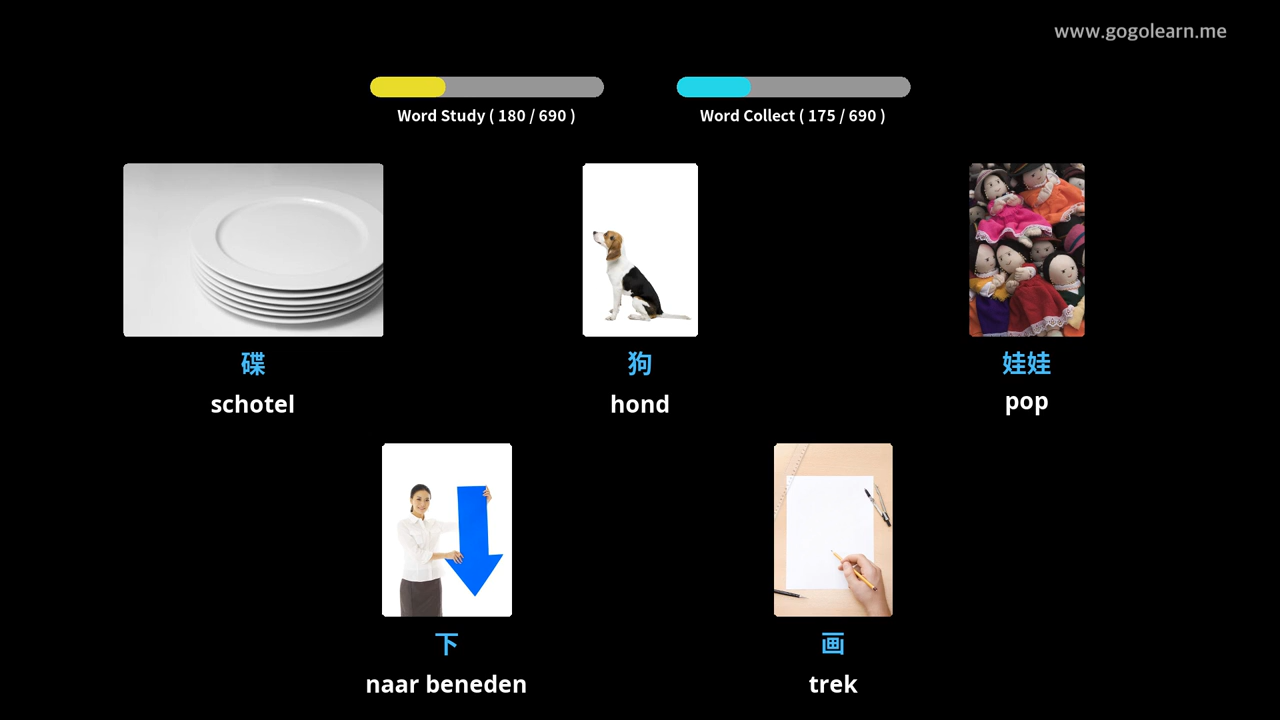 www.gogolearn.me
Word Study ( 180 / 690 )
Word Collect ( 175 / 690 )
碟
schotel
狗
hond
娃娃
pop
下
naar beneden
画
trek